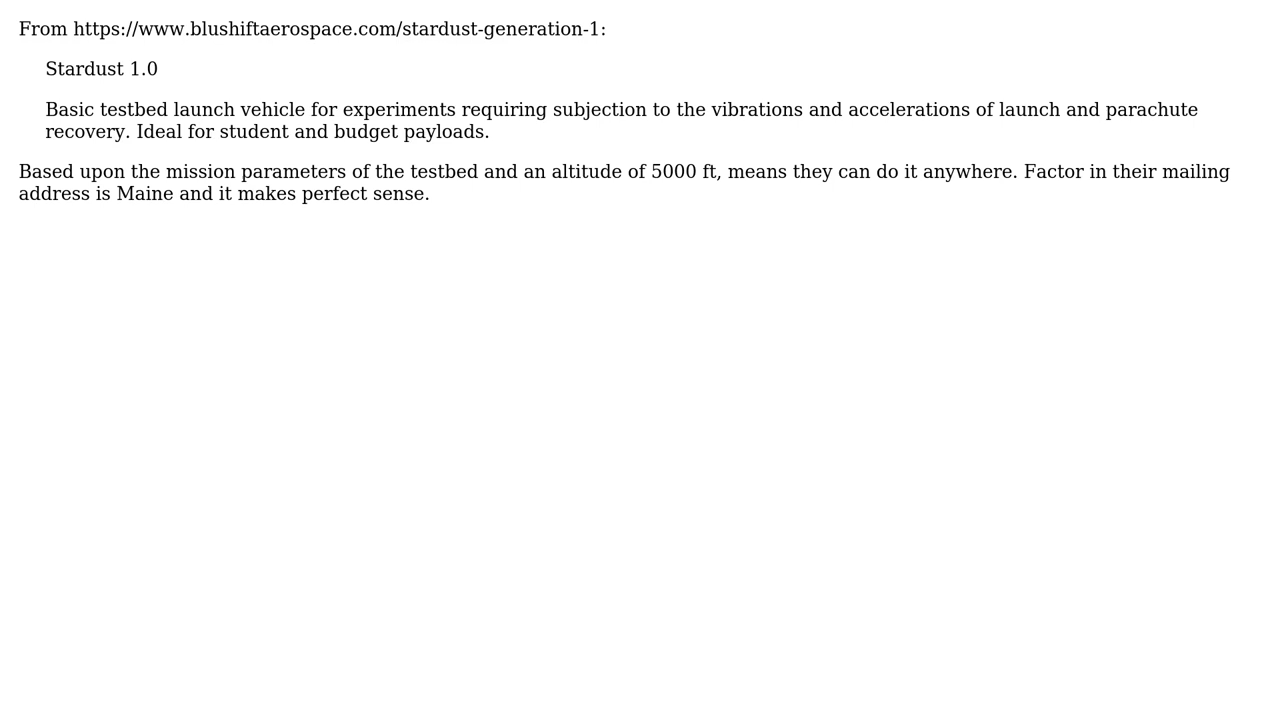 From https://www.blushiftaerospace.com/stardust-generation-1:
Stardust 1.0
Basic testbed launch vehicle for experiments requiring subjection to the vibrations and accelerations of launch and parachute
recovery. Ideal for student and budget payloads.
Based upon the mission parameters of the testbed and an altitude of 5000 ft, means they can do it anywhere. Factor in their mailing
address is Maine and it makes perfect sense.